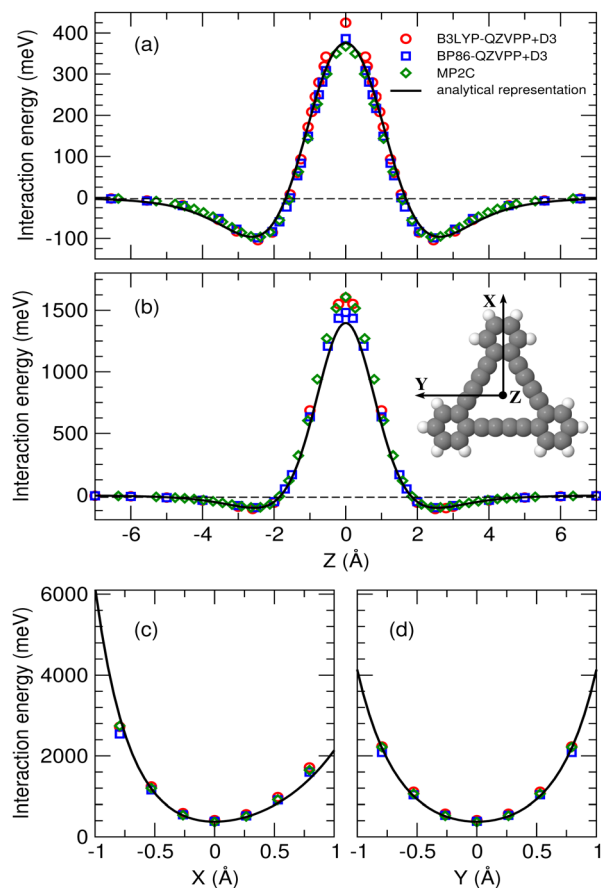 (a)
B3LYP-QZVPP+D3
BP86-QZVPP+D3
MP2C
analytical representation
Interaction energy (meV)
400
300
200
100
0
-100
(b)
X
Y
Z
Interaction energy (meV)
1500
1000
500
0
-6 -4 -2 0 2 4 6
Z (Å)
(c)
Interaction energy (meV)
6000
4000
2000
0
-1 -0.5 0 0.5 1
X (Å)
(d)
-1 -0.5 0 0.5 1
Y (Å)